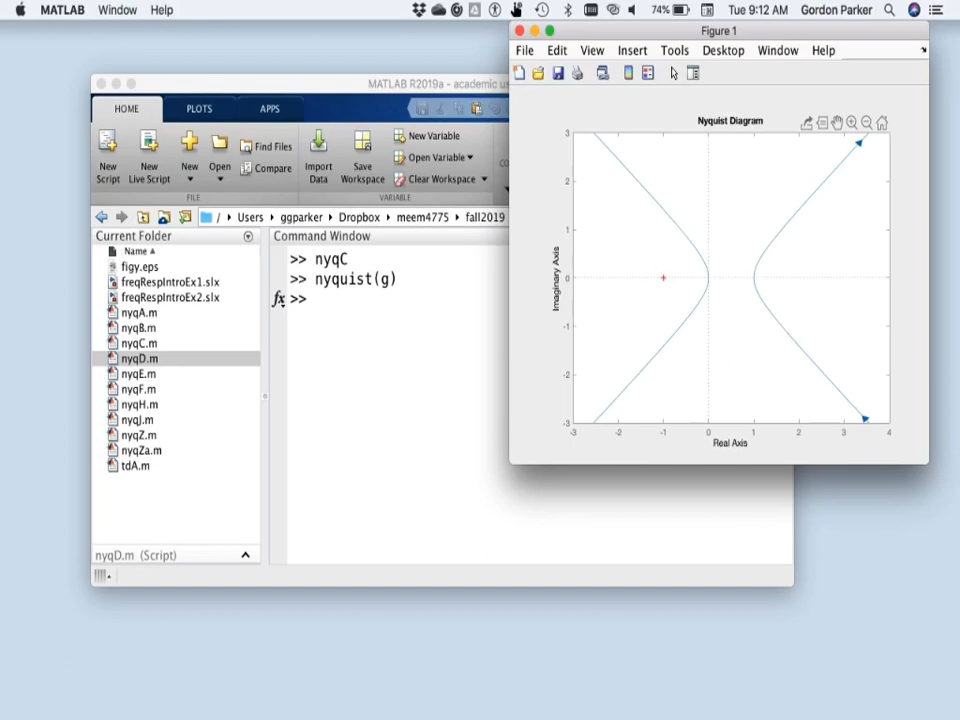 MATLAB Window Help 74% Tue 9:12 AM Gordon Parker
Figure 1
File Edit View Insert Tools Desktop Window Help
MATLAB R2019a - academic us
HOME PLOTS APPS
New Script
New Live Script
New
Open
Find Files
Compare
Import Data
Save Workspace
New Variable
Open Variable
Clear Workspace
FILE
VARIABLE
/ Users ggparker Dropbox meem4775 fall2019
Current Folder
Name
figy.eps
freqRespIntroEx1.slx
freqRespIntroEx2.slx
nyqA.m
nyqB.m
nyqC.m
nyqD.m
nyqE.m
nyqF.m
nyqH.m
nyqJ.m
nyqZ.m
nyqZa.m
tdA.m
nyqD.m (Script)
Command Window
>> nyqC
>> nyquist(g)
fx >>
Nyquist Diagram
Imaginary Axis
3
2
1
0
-1
-2
-3
-3 -2 -1 0 1 2 3 4
Real Axis